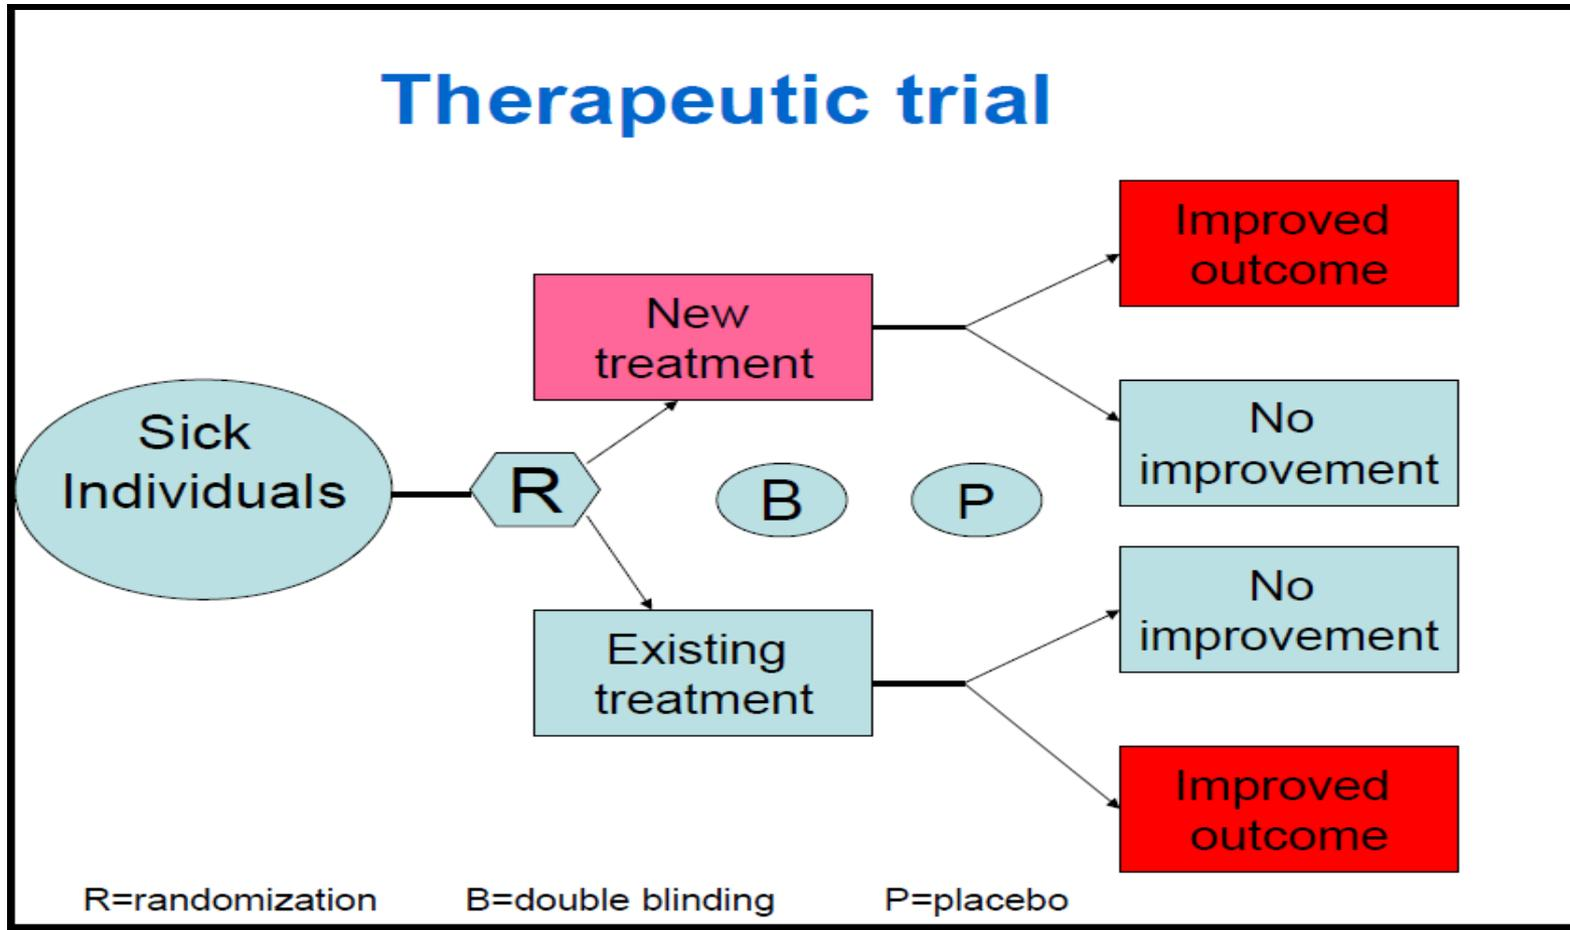 Therapeutic trial
Sick
Individuals
R
New
treatment
Existing
treatment
B
P
Improved
outcome
No
improvement
No
improvement
Improved
outcome
R=randomization B=double blinding P=placebo